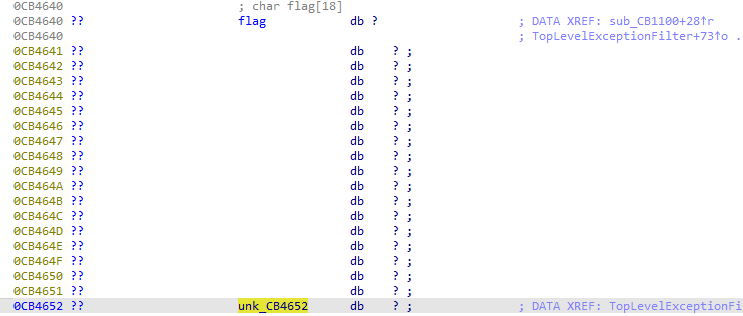 0CB4640 ; char flag[18]
0CB4640 ?? flag db ? ; DATA XREF: sub_CB1100+28↑r
0CB4640 ; TopLevelExceptionFilter+73↑o .
0CB4641 ?? db ? ;
0CB4642 ?? db ? ;
0CB4643 ?? db ? ;
0CB4644 ?? db ? ;
0CB4645 ?? db ? ;
0CB4646 ?? db ? ;
0CB4647 ?? db ? ;
0CB4648 ?? db ? ;
0CB4649 ?? db ? ;
0CB464A ?? db ? ;
0CB464B ?? db ? ;
0CB464C ?? db ? ;
0CB464D ?? db ? ;
0CB464E ?? db ? ;
0CB464F ?? db ? ;
0CB4650 ?? db ? ;
0CB4651 ?? db ? ;
0CB4652 ?? unk_CB4652 db ? ; ; DATA XREF: TopLevelExceptionFi